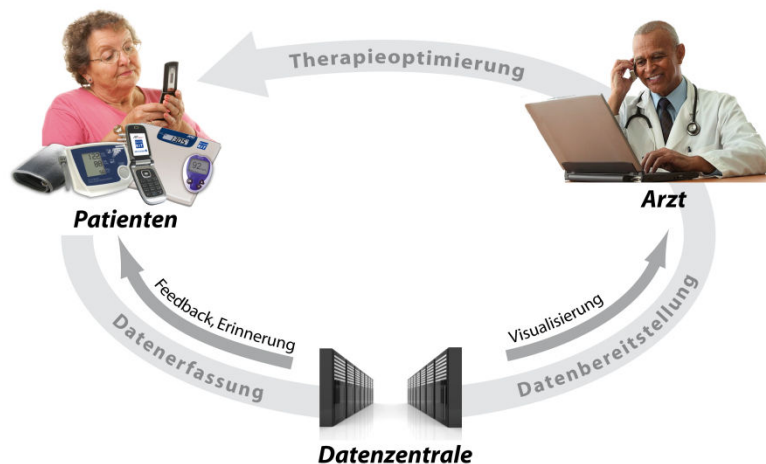 Therapieoptimierung
Patienten
Arzt
Feedback, Erinnerung
Visualisierung
Datenerfassung
Datenbereitstellung
Datenzentrale